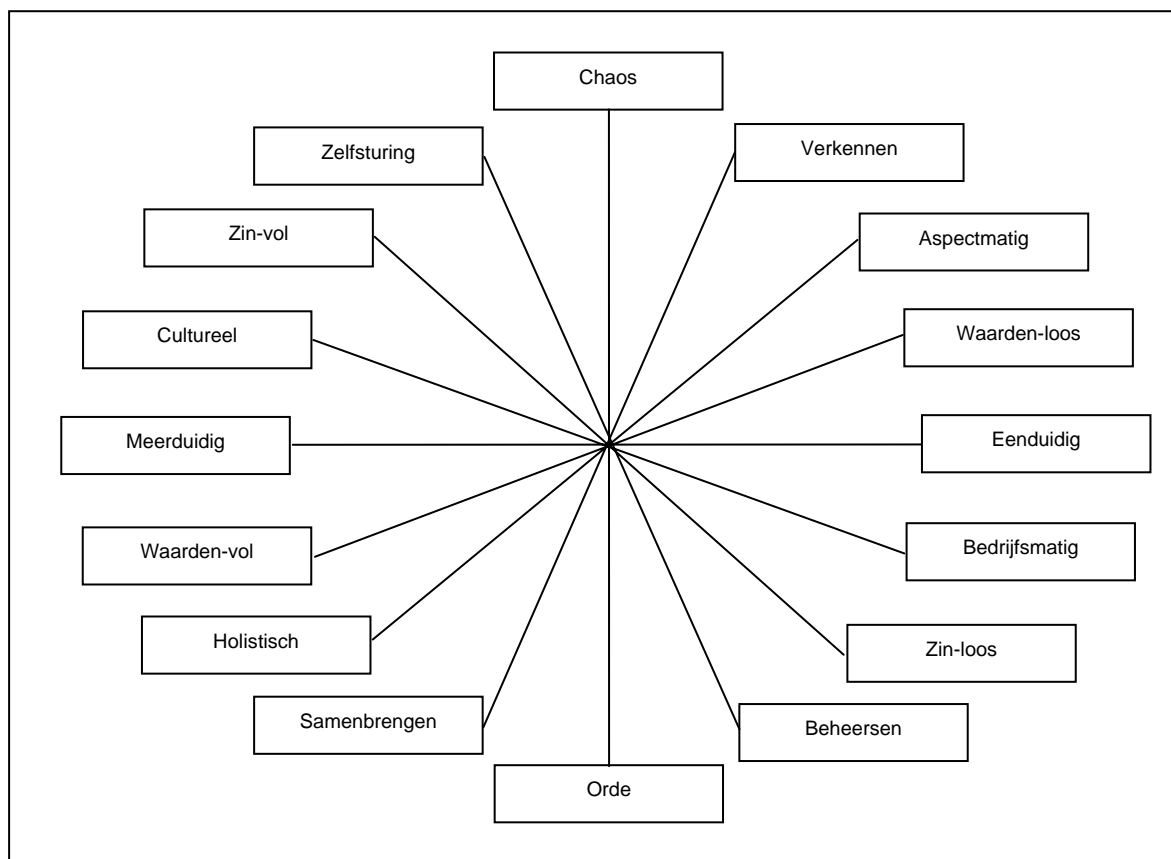 Chaos
Zelfsturing
Verkennen
Zin-vol
Aspectmatig
Cultureel
Waarden-loos
Meerduidig
Eenduidig
Waarden-vol
Bedrijfsmatig
Holistisch
Zin-loos
Samenbrengen
Beheersen
Orde